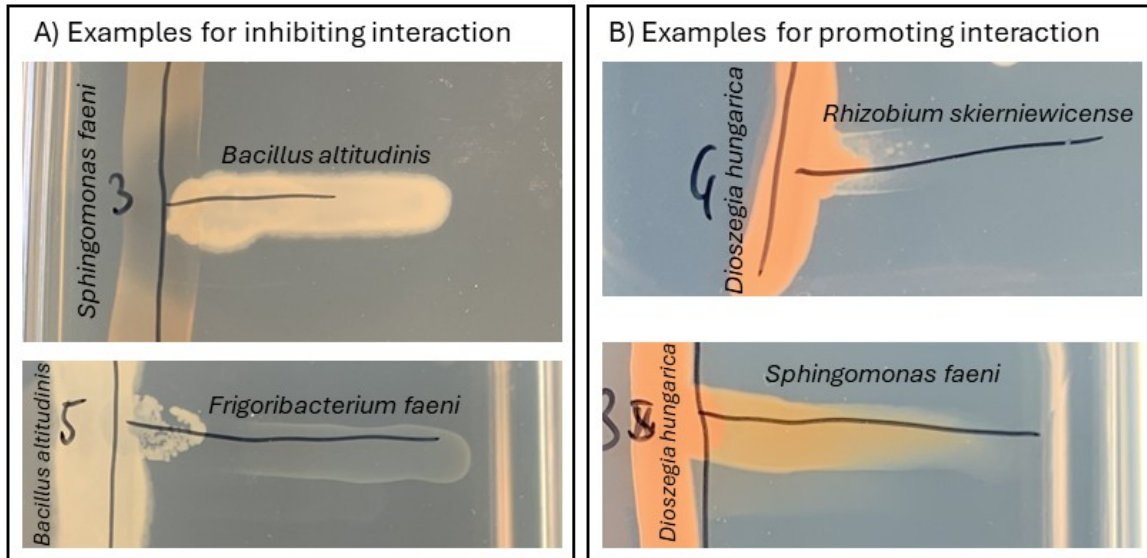 A) Examples for inhibiting interaction
Sphingomonas faeni
3
Bacillus altitudinis
Bacillus altitudinis
5
Frigoribacterium faeni
B) Examples for promoting interaction
Dioszegia hungarica
Rhizobium skierniewicense
Dioszegia hungarica
Sphingomonas faeni